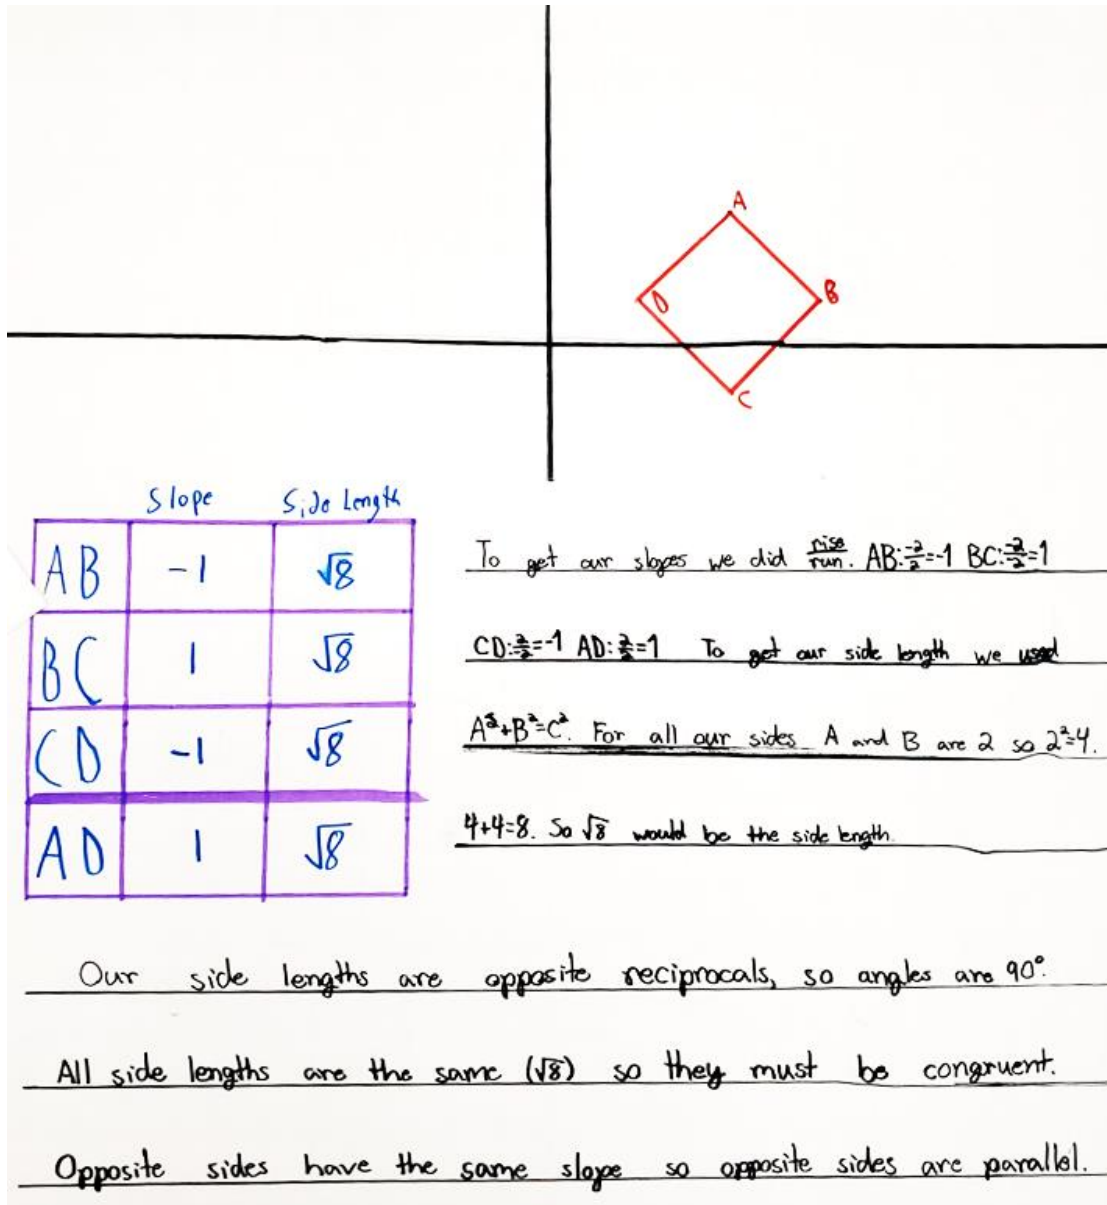 A
B
D
C
Slope Side Length
AB -1 √8
BC 1 √8
CD -1 √8
AD 1 √8
To get our slopes we did rise/run. AB: -2/2=-1 BC: -2/-2=1
CD: 2/-2=-1 AD: 2/2=1 To get our side length we used
A²+B²=C². For all our sides A and B are 2 so 2²=4.
4+4=8. So √8 would be the side length.
Our side lengths are opposite reciprocals, so angles are 90°.
All side lengths are the same (√8) so they must be congruent.
Opposite sides have the same slope so opposite sides are parallel.